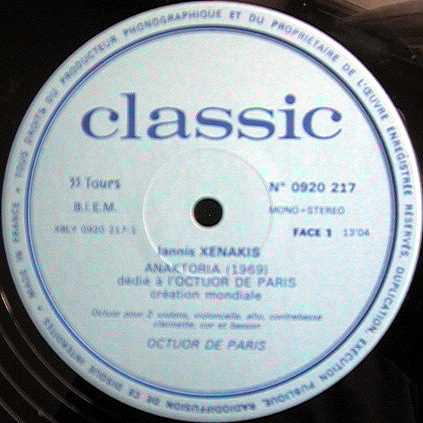 TOUS DROITS DU PRODUCTEUR PHONOGRAPHIQUE ET DU PROPRIÉTAIRE DE L'ŒUVRE ENREGISTRÉE RÉSERVÉS. DUPLICATION, EXÉCUTION PUBLIQUE, RADIODIFFUSION DE CE DISQUE INTERDITES • MADE IN FRANCE •
classic
33 Tours
B.I.E.M.
XBLY 0920 217-1
N° 0920 217
MONO-STEREO
FACE 1 13'04
Iannis XENAKIS
ANAKTORIA (1969)
dédié à l'OCTUOR DE PARIS
création mondiale
Octuor pour 2 violons, violoncelle, alto, contrebasse
clarinette, cor et basson
OCTUOR DE PARIS